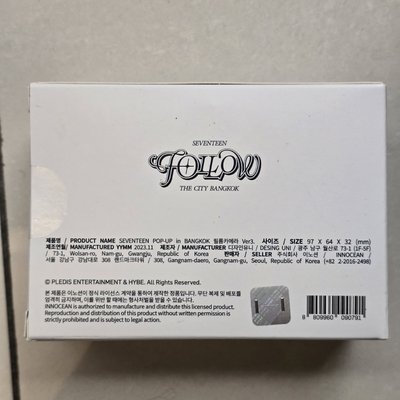 SEVENTEEN
FOLLOW
THE CITY BANGKOK
제품명 / PRODUCT NAME SEVENTEEN POP-UP in BANGKOK 필름카메라 Ver3. 사이즈 / SIZE 97 X 64 X 32 (mm)
제조연월/ MANUFACTURED YYMM 2023,11 제조자 / MANUFACTURER 디자인유니 / DESING UNI / 광주 남구 월산로 73-1 (1F-5F)
/ 73-1, Wolsan-ro, Nam-gu, Gwangju, Republic of Korea 판매자 / SELLER 주식회사 이노션 / INNOCEAN /
서울 강남구 강남대로 308 랜드마크타워 / 308, Gangnam-daero, Gangnam-gu, Seoul, Republic of Korea (+82 2-2016-2498)
© PLEDIS ENTERTAINMENT & HYBE. All Rights Reserved.
본 제품은 이노션이 정식 라이선스 계약을 통하여 제작한 정품입니다. 무단 복제 및 배포를
엄격히 금지하며, 이를 위반 할 때에는 형사처벌을 받을 수 있습니다.
INNOCEAN is authorized to manufacture and distribute this licensed product.
Reproduction and distribution of this product without written permission is
strictly prohibited and is subject to legal action.
8 809960 090791